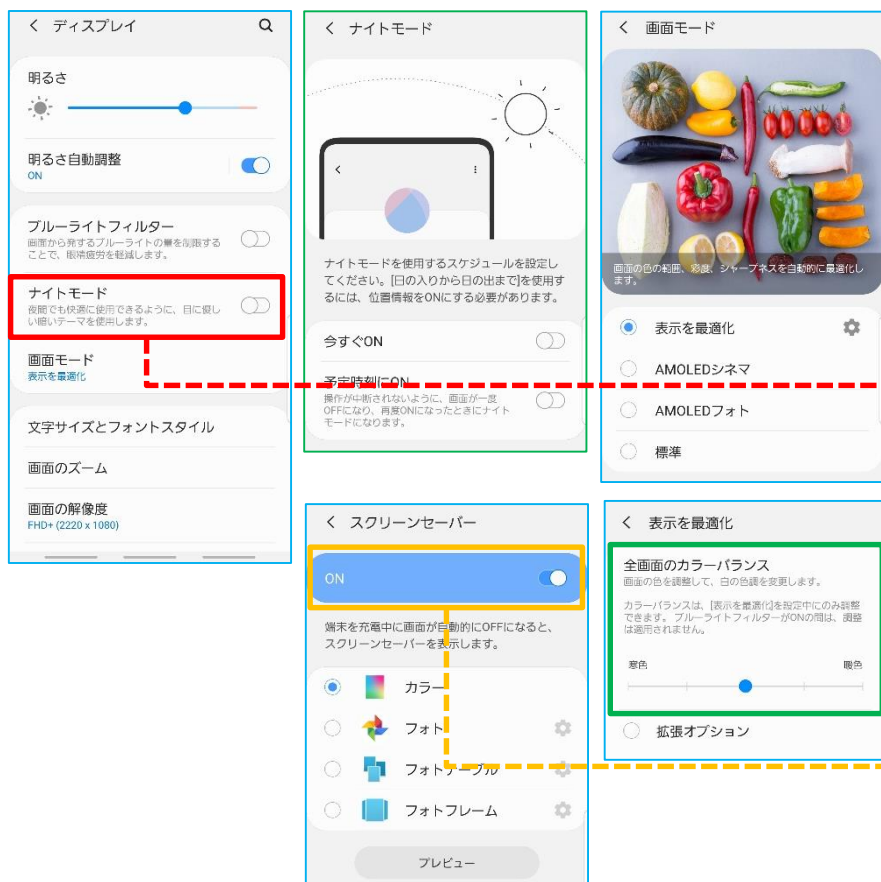 ディスプレイ
明るさ
明るさ自動調整
ON
ブルーライトフィルター
画面から発するブルーライトの量を制限する
ことで、眼精疲労を軽減します。
ナイトモード
夜間でも快適に使用できるように、目に優し
い暗いテーマを使用します。
画面モード
表示を最適化
文字サイズとフォントスタイル
画面のズーム
画面の解像度
FHD+ (2220 x 1080)
ナイトモード
ナイトモードを使用するスケジュールを設定し
てください。[日の入りから日の出まで]を使用す
るには、位置情報をONにする必要があります。
今すぐON
予定時刻にON
操作が中断されないように、画面が一度
OFFになり、再度ONになったときにナイト
モードになります。
画面モード
画面の色の範囲、彩度、シャープネスを自動的に最適化し
ます。
表示を最適化
AMOLEDシネマ
AMOLEDフォト
標準
スクリーンセーバー
ON
端末を充電中に画面が自動的にOFFになると、
スクリーンセーバーを表示します。
カラー
フォト
フォトテーブル
フォトフレーム
プレビュー
表示を最適化
全画面のカラーバランス
画面の色を調整して、白の色調を変更します。
カラーバランスは、[表示を最適化]を設定中にのみ調整
できます。 ブルーライトフィルターがONの間は、調整
は適用されません。
寒色 暖色
拡張オプション